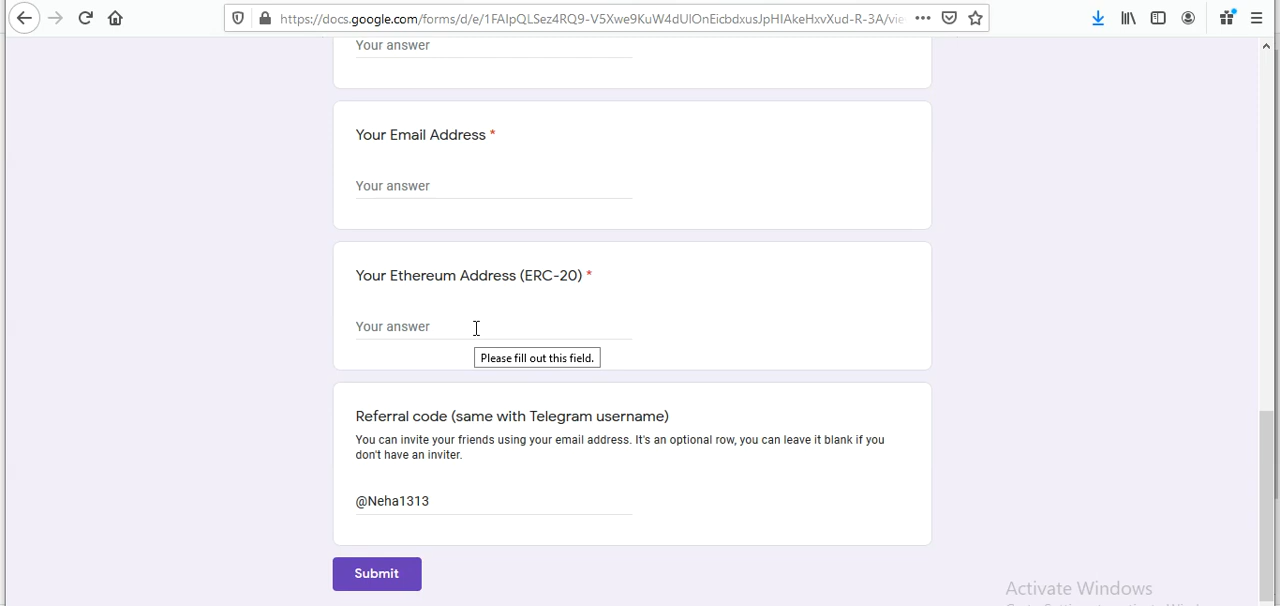 https://docs.google.com/forms/d/e/1FAIpQLSez4RQ9-V5Xwe9KuW4dUIOnEicbdxusJpHIAkeHxvXud-R-3A/vie
Your answer
Your Email Address *
Your answer
Your Ethereum Address (ERC-20) *
Your answer
Please fill out this field.
Referral code (same with Telegram username)
You can invite your friends using your email address. It's an optional row, you can leave it blank if you
don't have an inviter.
@Neha1313
Submit
Activate Windows